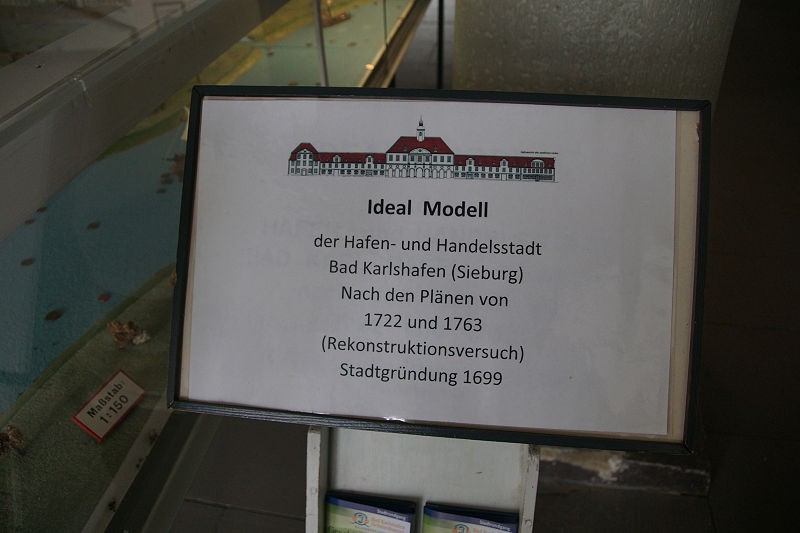 Ideal Modell
der Hafen- und Handelsstadt
Bad Karlshafen (Sieburg)
Nach den Plänen von
1722 und 1763
(Rekonstruktionsversuch)
Stadtgründung 1699
Maßstab:
1:150